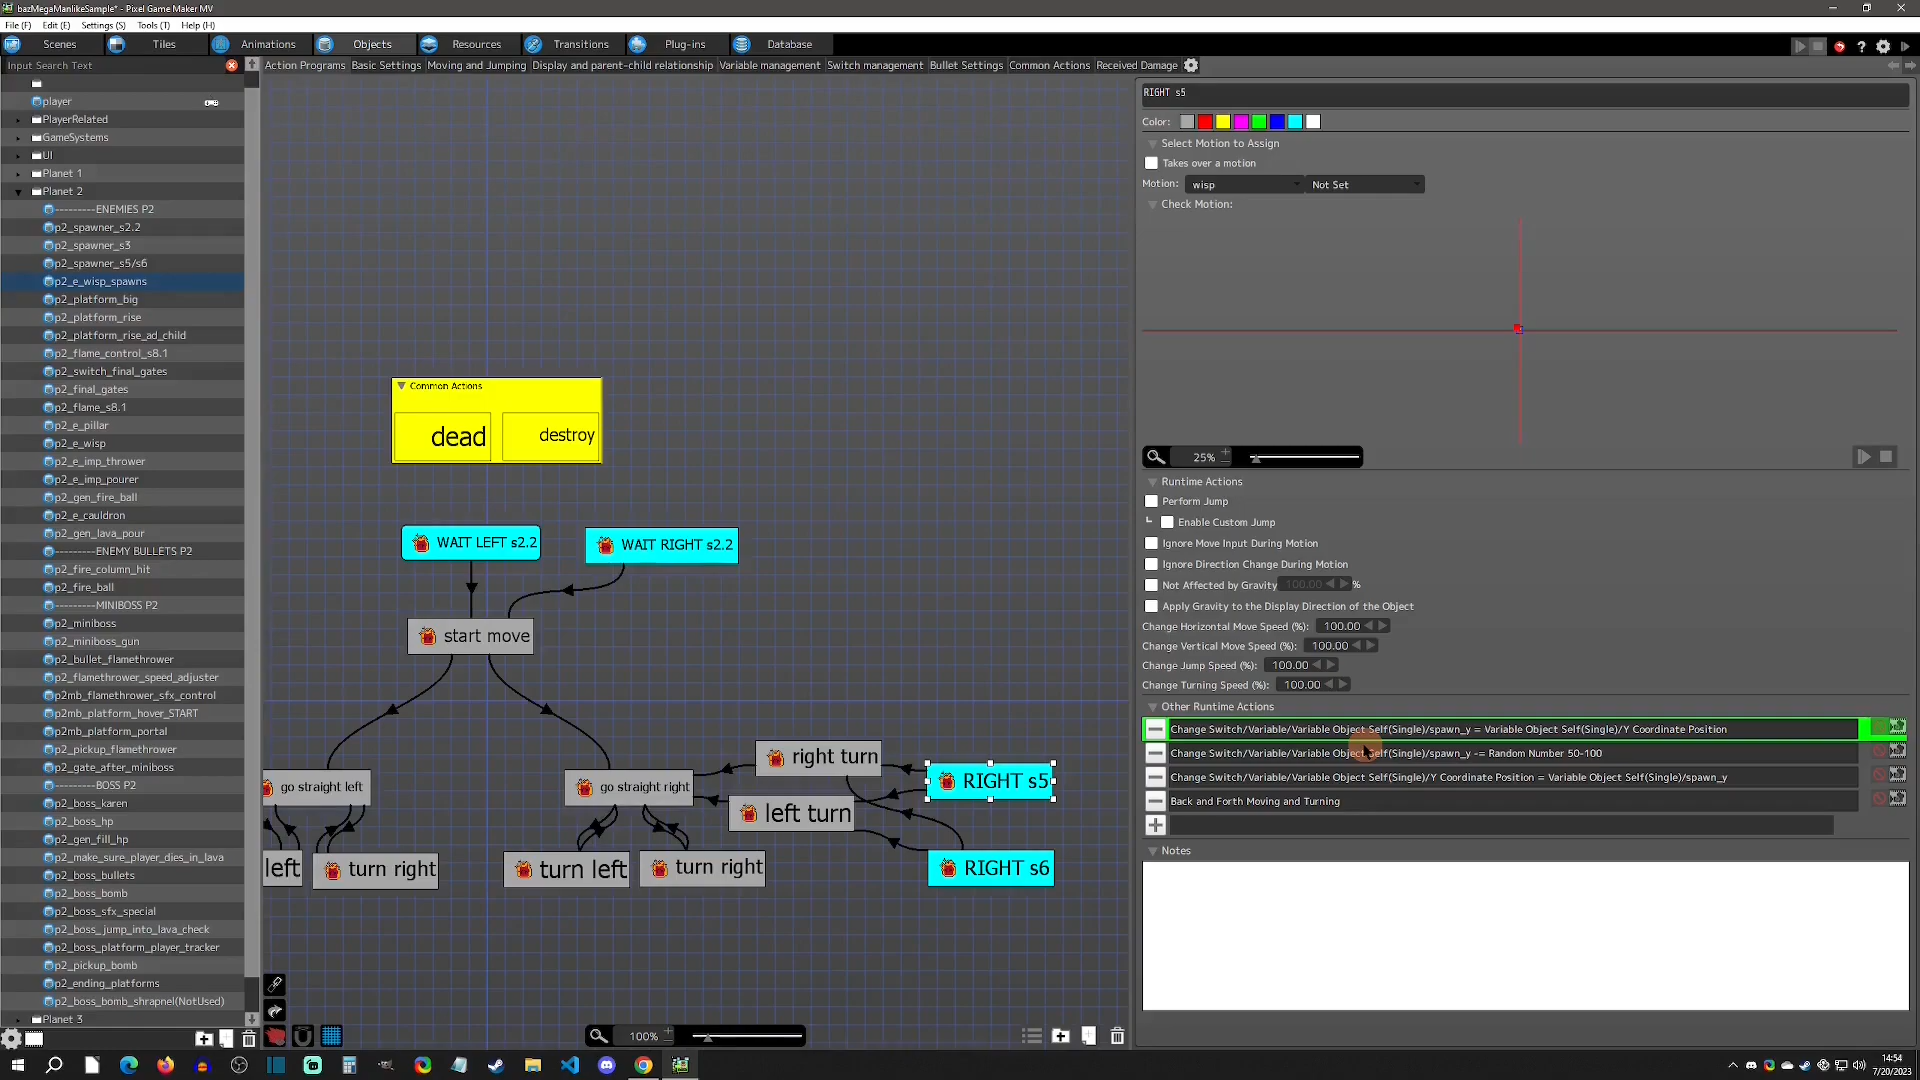 bazMegaManlikeSample* - Pixel Game Maker MV
File (F) Edit (E) Settings (S) Tools (T) Help (H)
Scenes Tiles Animations Objects Resources Transitions Plug-ins Database
Input Search Text
Action Programs Basic Settings Moving and Jumping Display and parent-child relationship Variable management Switch management Bullet Settings Common Actions Received Damage
player
PlayerRelated
GameSystems
UI
Planet 1
Planet 2
---------ENEMIES P2
p2_spawner_s2.2
p2_spawner_s3
p2_spawner_s5/s6
p2_e_wisp_spawns
p2_platform_big
p2_platform_rise
p2_platform_rise_ad_child
p2_flame_control_s8.1
p2_switch_final_gates
p2_final_gates
p2_flame_s8.1
p2_e_pillar
p2_e_wisp
p2_e_imp_thrower
p2_e_imp_pourer
p2_gen_fire_ball
p2_e_cauldron
p2_gen_lava_pour
---------ENEMY BULLETS P2
p2_fire_column_hit
p2_fire_ball
---------MINIBOSS P2
p2_miniboss
p2_miniboss_gun
p2_bullet_flamethrower
p2_flamethrower_speed_adjuster
p2mb_flamethrower_sfx_control
p2mb_platform_hover_START
p2mb_platform_portal
p2_pickup_flamethrower
p2_gate_after_miniboss
---------BOSS P2
p2_boss_karen
p2_boss_hp
p2_gen_fill_hp
p2_make_sure_player_dies_in_lava
p2_boss_bullets
p2_boss_bomb
p2_boss_sfx_special
p2_boss_jump_into_lava_check
p2_boss_platform_player_tracker
p2_pickup_bomb
p2_ending_platforms
p2_boss_bomb_shrapnel(NotUsed)
Planet 3
Common Actions
dead destroy
WAIT LEFT s2.2 WAIT RIGHT s2.2
start move
right turn RIGHT s5
go straight left go straight right
left turn
left turn right turn left turn right RIGHT s6
100%
RIGHT s5
Color:
Select Motion to Assign
Takes over a motion
Motion: wisp Not Set
Check Motion:
25%
Runtime Actions
Perform Jump
Enable Custom Jump
Ignore Move Input During Motion
Ignore Direction Change During Motion
Not Affected by Gravity 100.00 %
Apply Gravity to the Display Direction of the Object
Change Horizontal Move Speed (%): 100.00
Change Vertical Move Speed (%): 100.00
Change Jump Speed (%): 100.00
Change Turning Speed (%): 100.00
Other Runtime Actions
Change Switch/Variable/Variable Object Self(Single)/spawn_y = Variable Object Self(Single)/Y Coordinate Position
Change Switch/Variable/Variable Object Self(Single)/spawn_y -= Random Number 50-100
Change Switch/Variable/Variable Object Self(Single)/Y Coordinate Position = Variable Object Self(Single)/spawn_y
Back and Forth Moving and Turning
Notes
14:54
7/20/2023